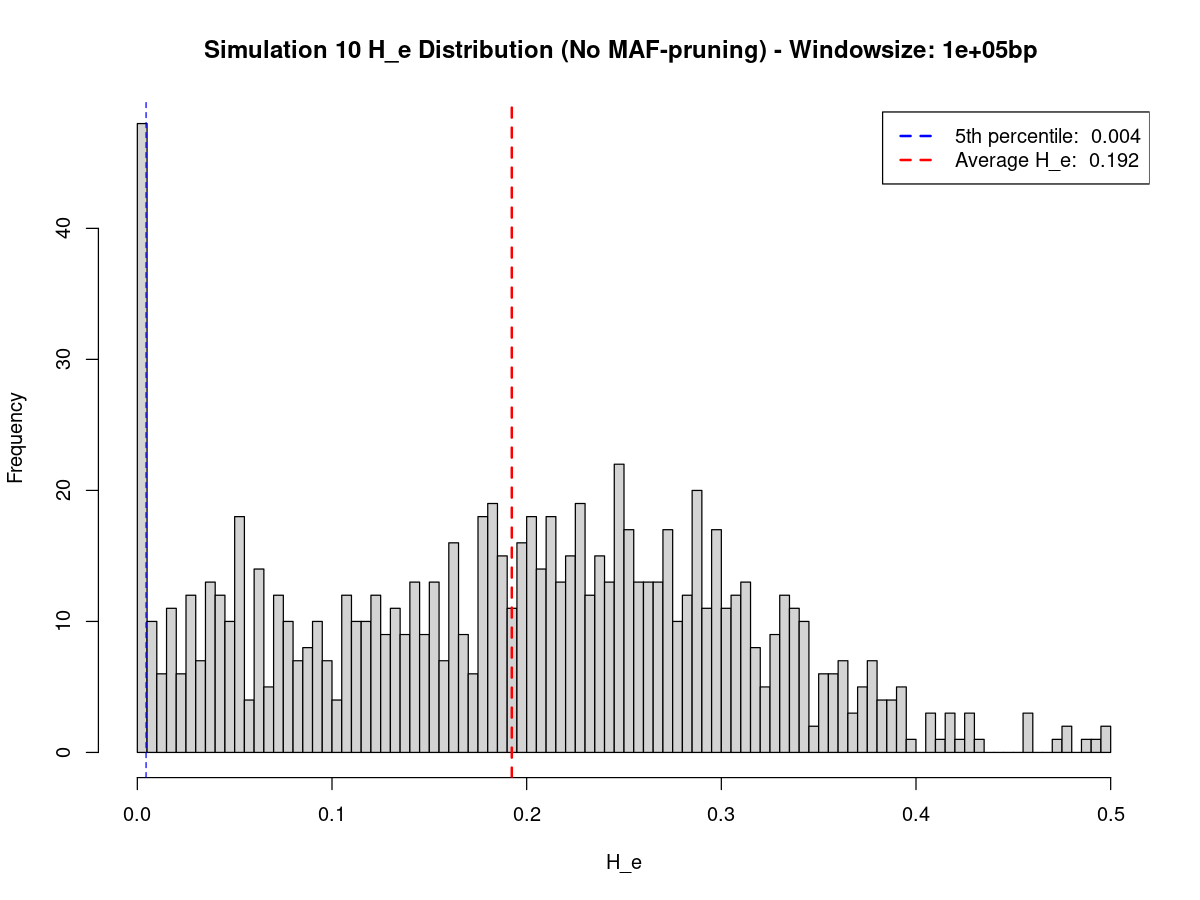 Simulation 10 H_e Distribution (No MAF-pruning) - Windowsize: 1e+05bp
5th percentile: 0.004
Average H_e: 0.192
Frequency
40
30
20
10
0
0.0 0.1 0.2 0.3 0.4 0.5
H_e